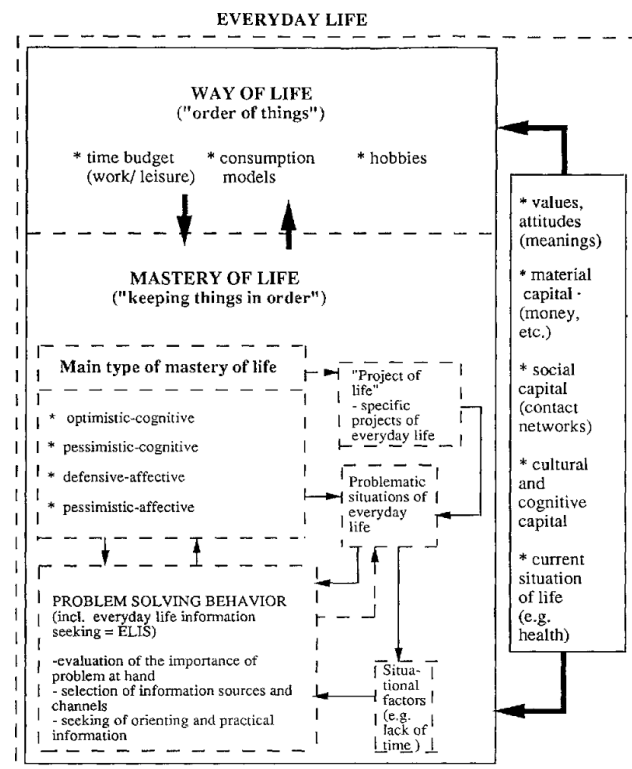 EVERYDAY LIFE
WAY OF LIFE
("order of things")
* time budget
(work/ leisure)
* consumption
models
* hobbies
MASTERY OF LIFE
("keeping things in order")
Main type of mastery of life
* optimistic-cognitive
* pessimistic-cognitive
* defensive-affective
* pessimistic-affective
"Project of
life"
- specific
projects of
everyday life
Problematic
situations of
everyday
life
PROBLEM SOLVING BEHAVIOR
(incl. everyday life information
seeking = ELIS)
-evaluation of the importance of
problem at hand
- selection of information sources and
channels
- seeking of orienting and practical
information
Situa-
tional
factors
(e.g.
lack of
time )
* values,
attitudes
(meanings)
* material
capital -
(money,
etc.)
* social
capital
(contact
networks)
* cultural
and
cognitive
capital
* current
situation
of life
(e.g.
health)